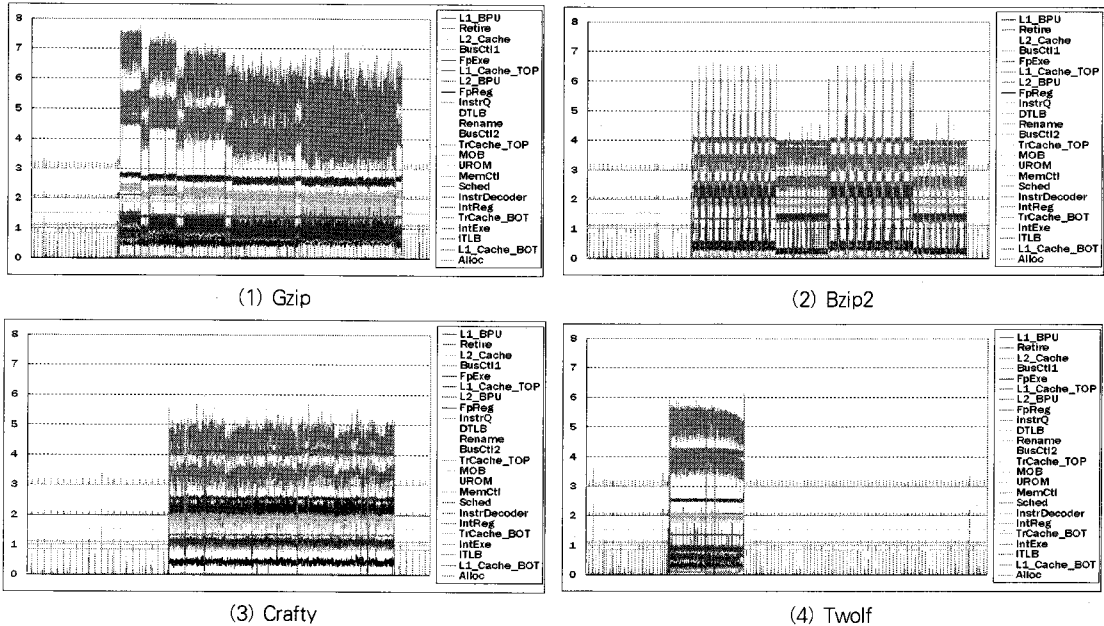 8
7
6
5
4
3
2
1
0
L1_BPU
Retire
L2_Cache
BusCtl1
FpExe
L1_Cache_TOP
L2_BPU
FpReg
InstrQ
DTLB
Rename
BusCtl2
TrCache_TOP
MOB
UROM
MemCtl
Sched
InstrDecoder
IntReg
TrCache_BOT
IntExe
ITLB
L1_Cache_BOT
Alloc
(1) Gzip
8
7
6
5
4
3
2
1
0
L1_BPU
Retire
L2_Cache
BusCtl1
FpExe
L1_Cache_TOP
L2_BPU
FpReg
InstrQ
DTLB
Rename
BusCtl2
TrCache_TOP
MOB
UROM
MemCtl
Sched
InstrDecoder
IntReg
TrCache_BOT
IntExe
ITLB
L1_Cache_BOT
Alloc
(2) Bzip2
8
7
6
5
4
3
2
1
0
L1_BPU
Retire
L2_Cache
BusCtl1
FpExe
L1_Cache_TOP
L2_BPU
FpReg
InstrQ
DTLB
Rename
BusCtl2
TrCache_TOP
MOB
UROM
MemCtl
Sched
InstrDecoder
IntReg
TrCache_BOT
IntExe
ITLB
L1_Cache_BOT
Alloc
(3) Crafty
8
7
6
5
4
3
2
1
0
L1_BPU
Retire
L2_Cache
BusCtl1
FpExe
L1_Cache_TOP
L2_BPU
FpReg
InstrQ
DTLB
Rename
BusCtl2
TrCache_TOP
MOB
UROM
MemCtl
Sched
InstrDecoder
IntReg
TrCache_BOT
IntExe
ITLB
L1_Cache_BOT
Alloc
(4) Twolf